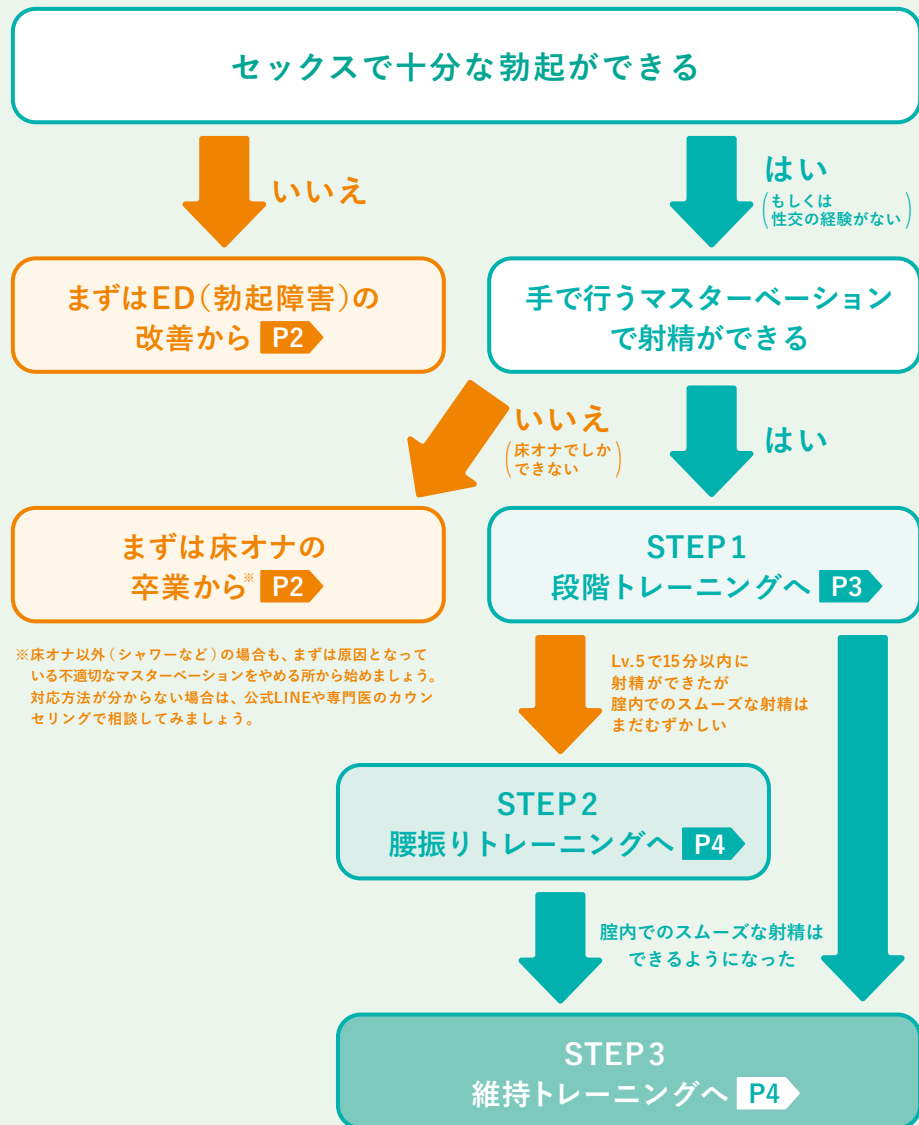 セックスで十分な勃起ができる
いいえ
はい
(もしくは
性交の経験がない)
まずはED(勃起障害)の
改善から P2
手で行うマスターベーション
で射精ができる
いいえ
(床オナでしか
できない)
はい
まずは床オナの
卒業から※ P2
STEP1
段階トレーニングへ P3
※床オナ以外(シャワーなど)の場合も、まずは原因となって
いる不適切なマスターベーションをやめる所から始めましょう。
対応方法が分からない場合は、公式LINEや専門医のカウン
セリングで相談してみましょう。
Lv.5で15分以内に
射精ができたが
腟内でのスムーズな射精は
まだむずかしい
STEP2
腰振りトレーニングへ P4
腟内でのスムーズな射精は
できるようになった
STEP3
維持トレーニングへ P4